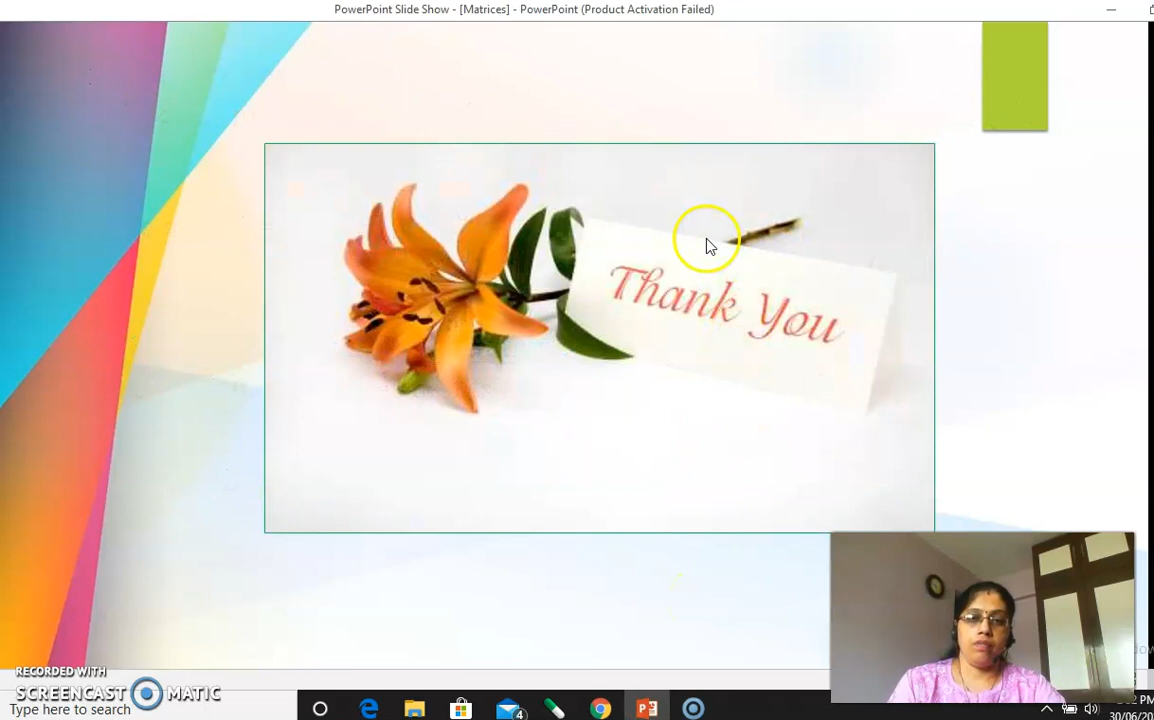 PowerPoint Slide Show - [Matrices] - PowerPoint (Product Activation Failed)
Thank You
RECORDED WITH
SCREENCAST MATIC
Type here to search
4
30/06/20